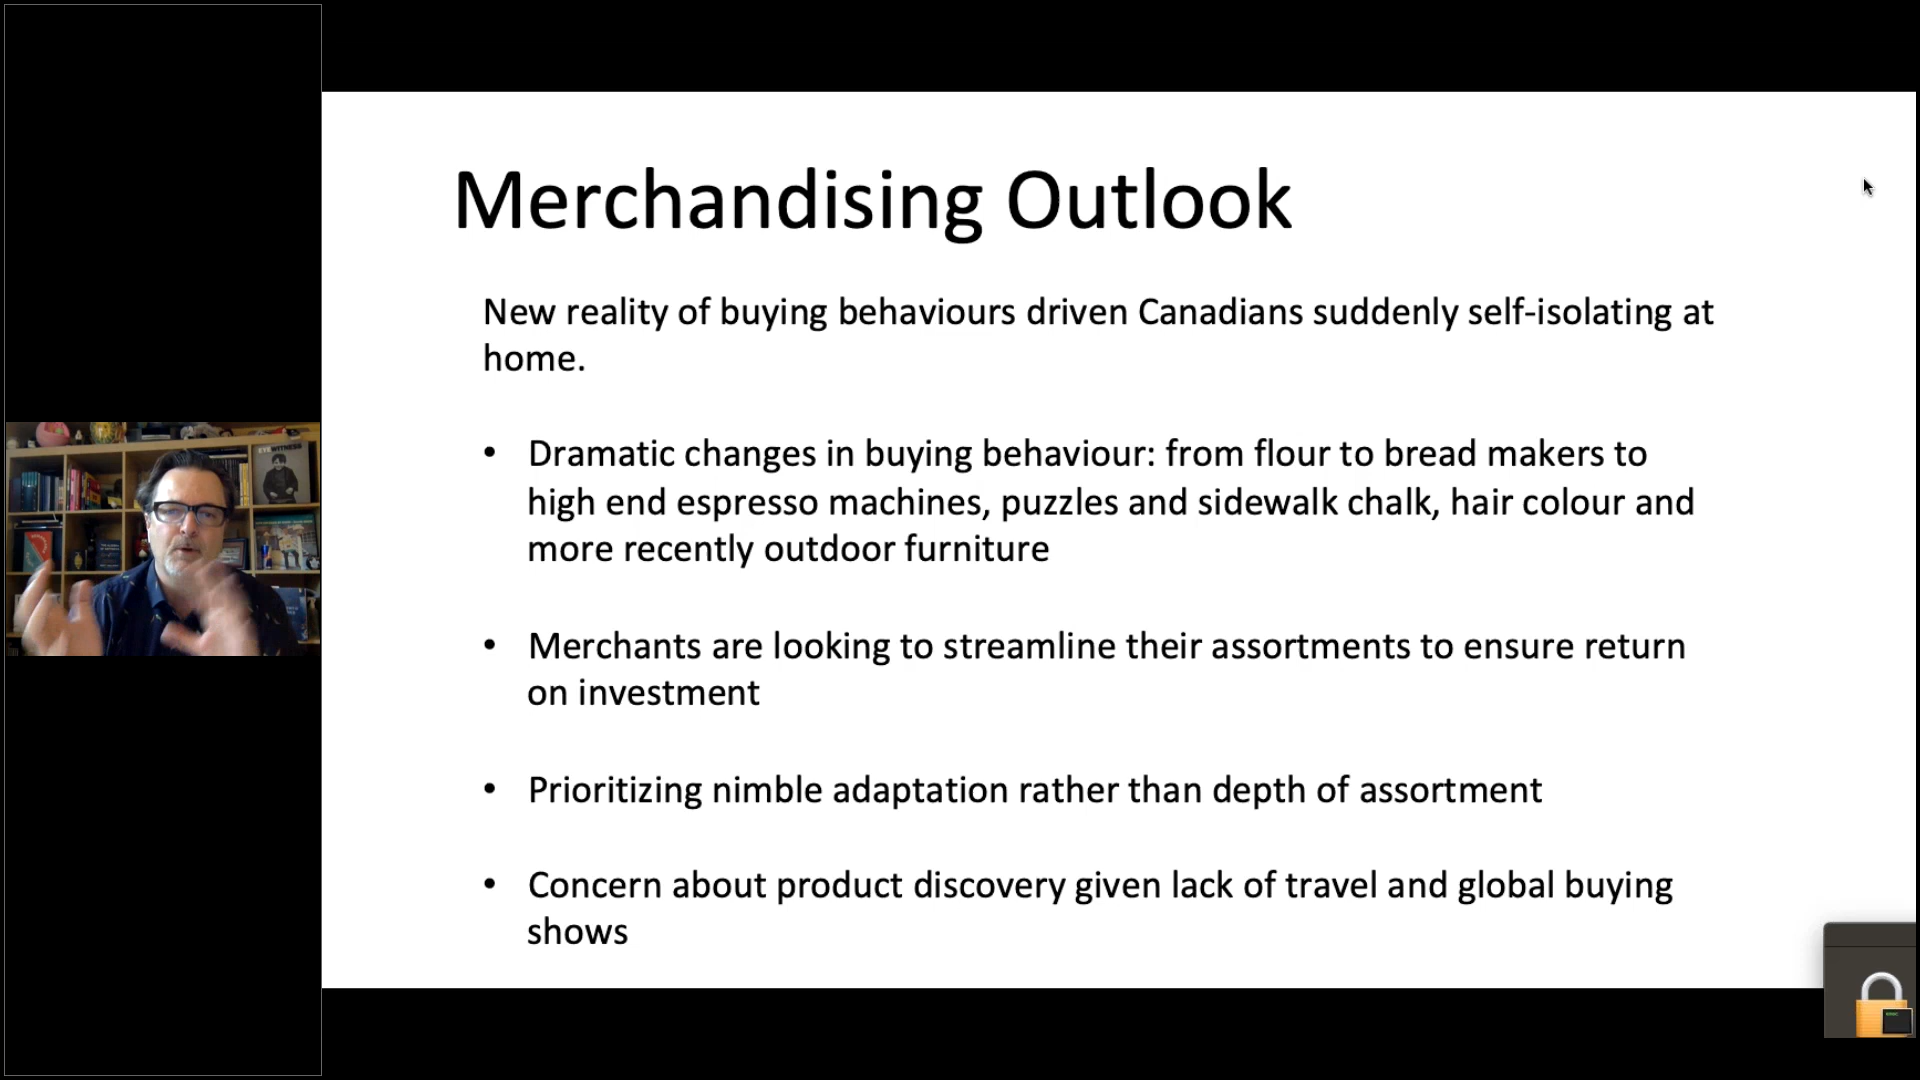 Merchandising Outlook
New reality of buying behaviours driven Canadians suddenly self-isolating at
home.
• Dramatic changes in buying behaviour: from flour to bread makers to
high end espresso machines, puzzles and sidewalk chalk, hair colour and
more recently outdoor furniture
• Merchants are looking to streamline their assortments to ensure return
on investment
• Prioritizing nimble adaptation rather than depth of assortment
• Concern about product discovery given lack of travel and global buying
shows
EYEWITNESS